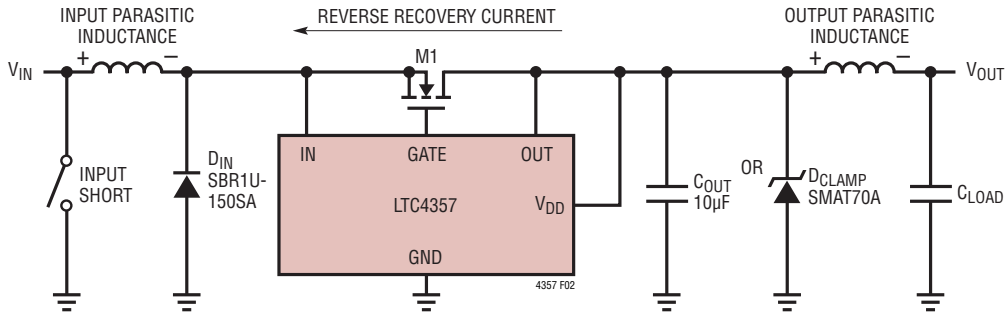 INPUT PARASITIC
INDUCTANCE
REVERSE RECOVERY CURRENT
OUTPUT PARASITIC
INDUCTANCE
+
–
M1
+
–
VIN
VOUT
INPUT
SHORT
DIN
SBR1U-
150SA
IN
GATE
OUT
LTC4357
VDD
GND
COUT
10µF
OR
DCLAMP
SMAT70A
CLOAD
4357 F02